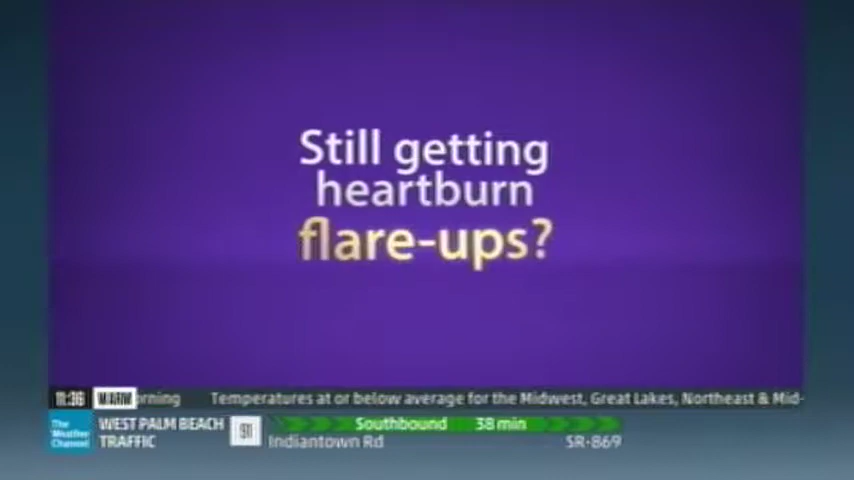 Still getting
heartburn
flare-ups?
11:36
orning Temperatures at or below average for the Midwest, Great Lakes, Northeast & Mid-
The Weather Channel
WEST PALM BEACH
TRAFFIC
91
Southbound 38 min
Indiantown Rd SR-869